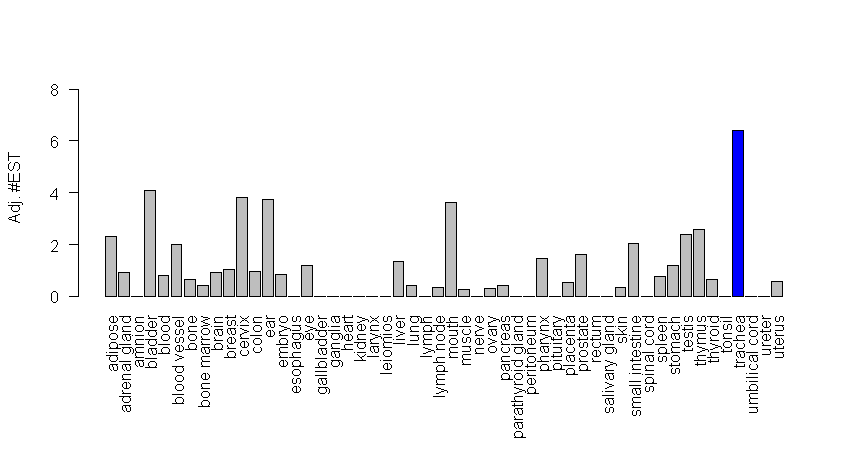 8
6
4
2
0
Adj. #EST
adipose
adrenal gland
amnion
bladder
blood
blood vessel
bone
bone marrow
brain
breast
cervix
colon
ear
embryo
esophagus
eye
gallbladder
ganglia
heart
kidney
larynx
leiomios
liver
lung
lymph
lymph node
mouth
muscle
nerve
ovary
pancreas
parathyroid gland
peritoneum
pharynx
pituitary
placenta
prostate
rectum
salivary gland
skin
small intestine
spinal cord
spleen
stomach
testis
thymus
thyroid
tonsil
trachea
umbilical cord
ureter
uterus